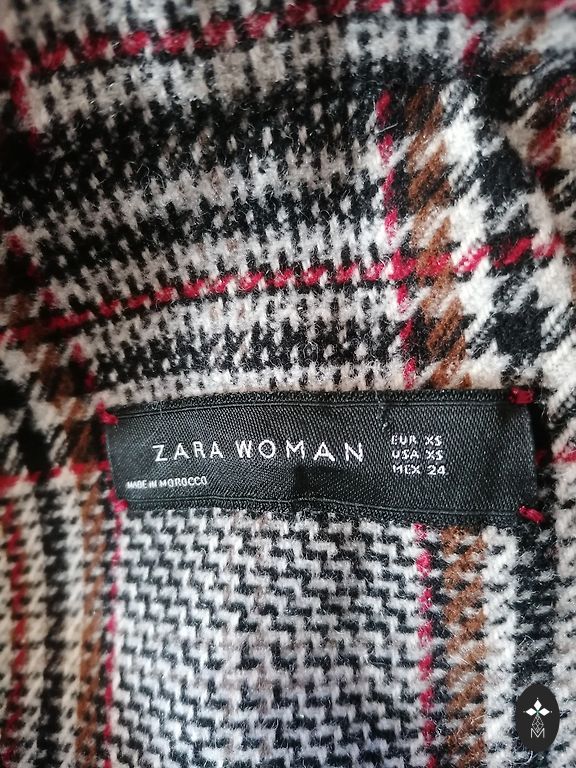 ZARA WOMAN
EUR XS
USA XS
MEX 24
MADE IN MOROCCO
M